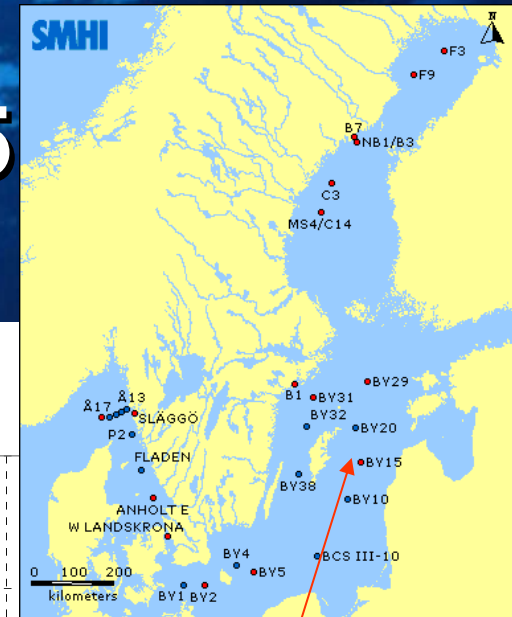 SMHI
N
5
F3
F9
B7
NB1/B3
C3
MS4/C14
Å13
Å17
SLÄGGÖ
P2
FLADEN
ANHOLT E
W LANDSKRONA
B1
BY29
BY31
BY32
BY20
BY15
BY38
BY10
BCS III-10
BY4
BY5
BY1
BY2
0 100 200
kilometers